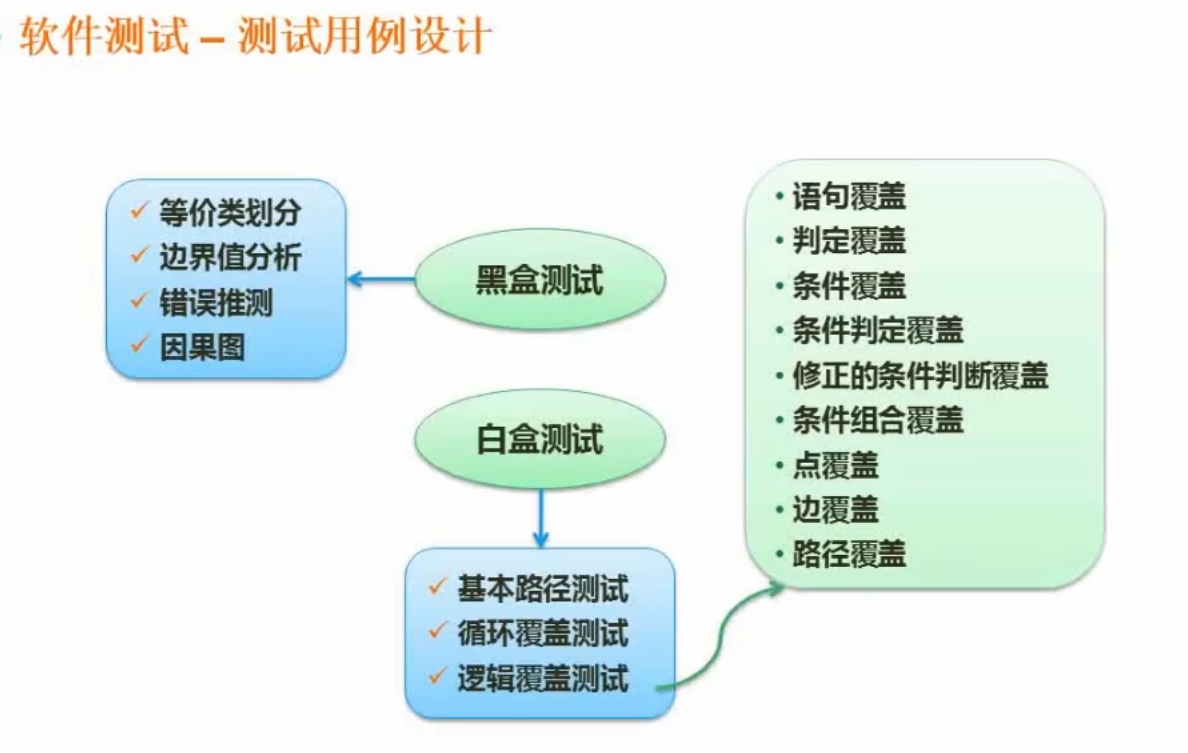 软件测试 – 测试用例设计
等价类划分
边界值分析
错误推测
因果图
黑盒测试
白盒测试
基本路径测试
循环覆盖测试
逻辑覆盖测试
语句覆盖
判定覆盖
条件覆盖
条件判定覆盖
修正的条件判断覆盖
条件组合覆盖
点覆盖
边覆盖
路径覆盖